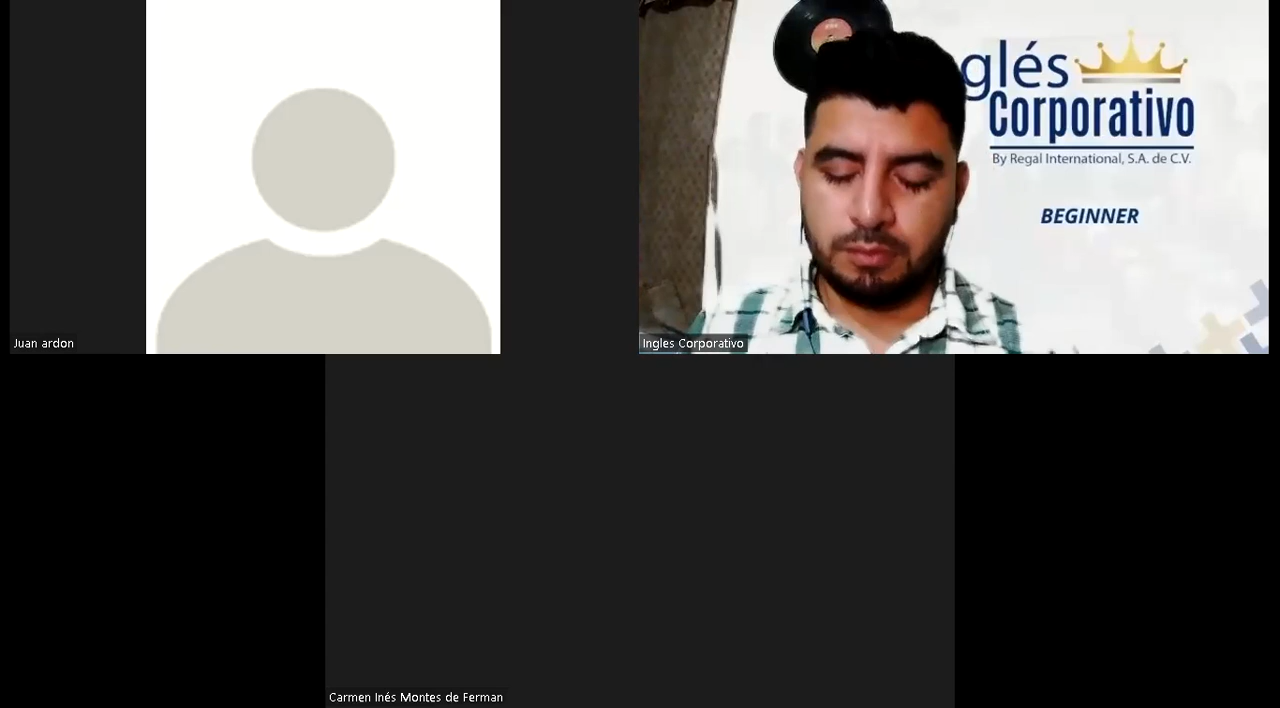 Juan ardon
glés
Corporativo
By Regal International, S.A. de C.V.
BEGINNER
Ingles Corporativo
Carmen Inés Montes de Ferman